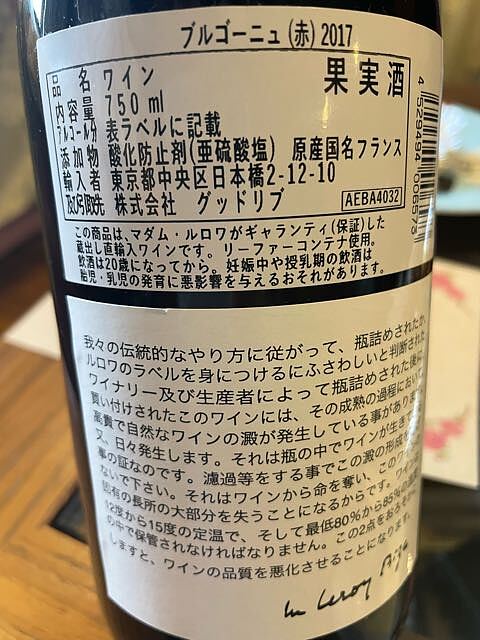 ブルゴーニュ (赤) 2017
品名 ワイン 果実酒
内容量 750 ml
アルコール分 表ラベルに記載
添加物 酸化防止剤(亜硫酸塩) 原産国名フランス
輸入者 東京都中央区日本橋2-12-10
及び引取先 株式会社 グッドリブ AEBA4032
4 529494 006573
この商品は、マダム・ルロワがギャランティ(保証)した
蔵出し直輸入ワインです。リーファーコンテナ使用。
飲酒は20歳になってから。妊娠中や授乳期の飲酒は
胎児・乳児の発育に悪影響を与えるおそれがあります。
我々の伝統的なやり方に従がって、瓶詰めされたか、
ルロワのラベルを身につけるにふさわしいと判断された
ワイナリー及び生産者によって瓶詰めされた後に
買い付けされたこのワインには、その成熟の過程におい
高貴で自然なワインの澱が発生している事があります
又、日々発生します。それは瓶の中でワインが生き
事の証なのです。濾過等をする事でこの澱の形成を
ないで下さい。それはワインから命を奪い、このワイン
固有の長所の大部分を失うことになるからです。ワイン
12度から15度の定温で、そして最低80%から85%の湿度
の中で保管されなければなりません。この2点をおろそか
しますと、ワインの品質を悪化させることになります。
Leroy